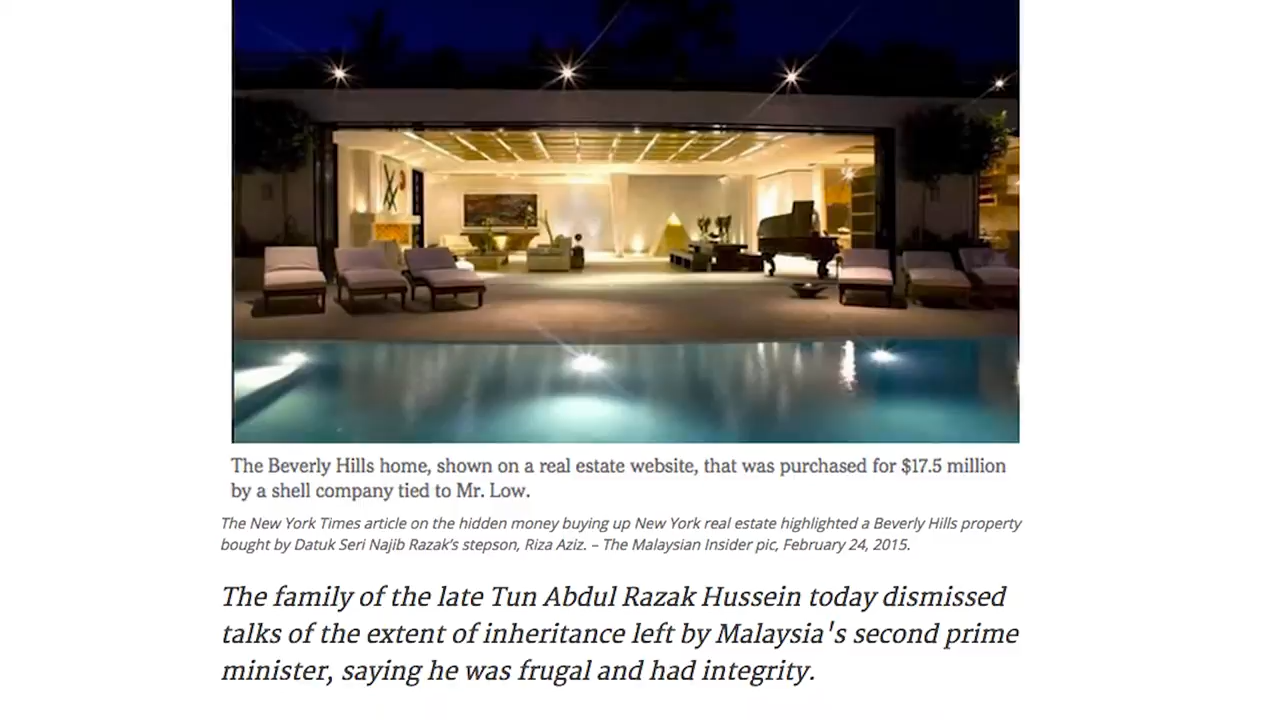 The Beverly Hills home, shown on a real estate website, that was purchased for $17.5 million
by a shell company tied to Mr. Low.
The New York Times article on the hidden money buying up New York real estate highlighted a Beverly Hills property
bought by Datuk Seri Najib Razak’s stepson, Riza Aziz. – The Malaysian Insider pic, February 24, 2015.
The family of the late Tun Abdul Razak Hussein today dismissed
talks of the extent of inheritance left by Malaysia's second prime
minister, saying he was frugal and had integrity.